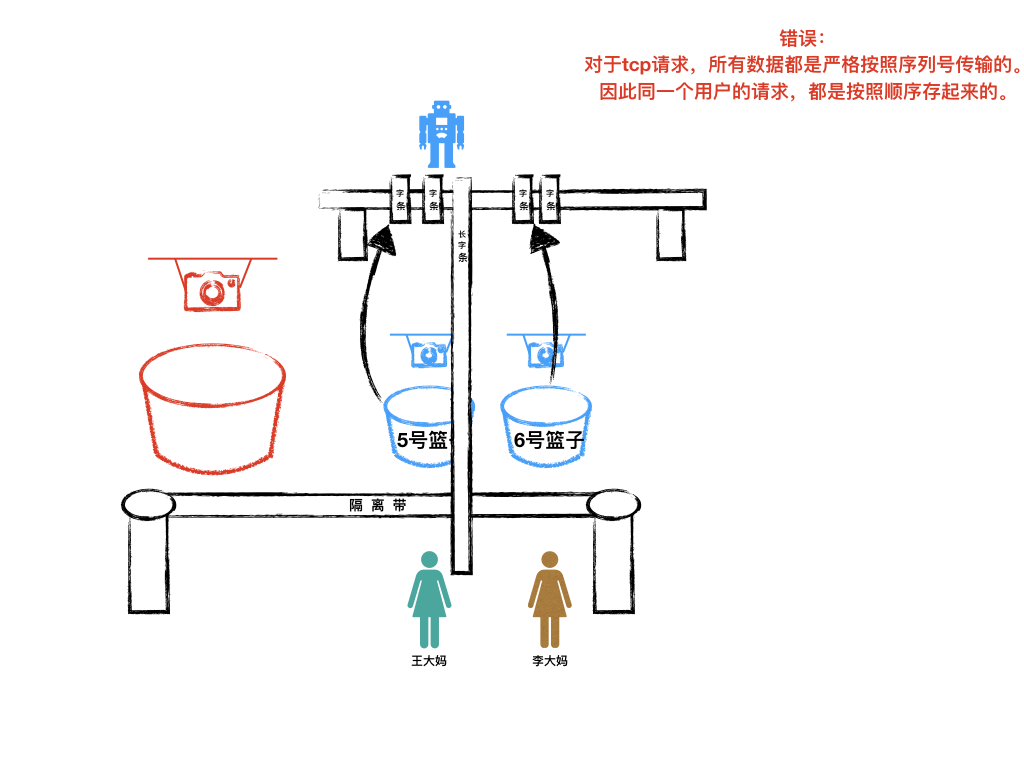 错误：
对于tcp请求，所有数据都是严格按照序列号传输的。
因此同一个用户的请求，都是按照顺序存起来的。
字条
字条
字条
字条
长字条
5号篮
6号篮子
隔离带
王大妈
李大妈